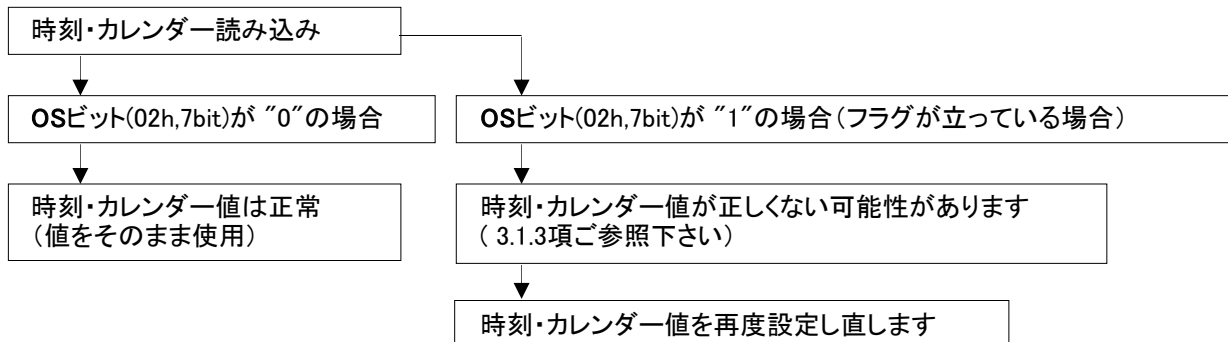 時刻・カレンダー読み込み
OSビット(02h,7bit)が ″0″の場合
OSビット(02h,7bit)が ″1″の場合(フラグが立っている場合)
時刻・カレンダー値は正常
(値をそのまま使用)
時刻・カレンダー値が正しくない可能性があります
( 3.1.3項ご参照下さい)
時刻・カレンダー値を再度設定し直します